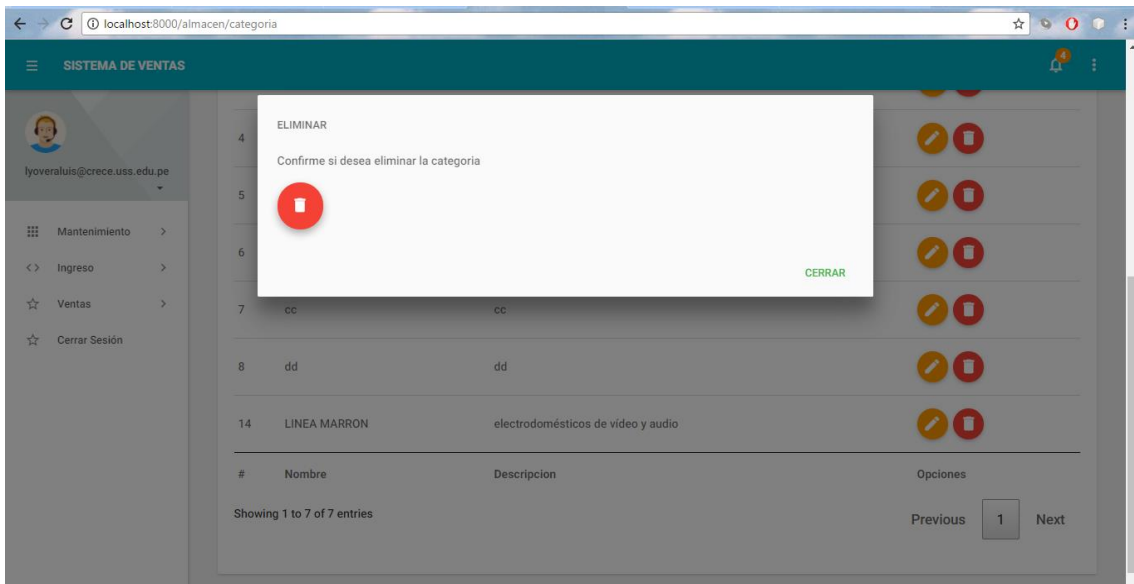 localhost:8000/almacen/categoria
SISTEMA DE VENTAS
4
lyoveraluis@crece.uss.edu.pe
Mantenimiento
Ingreso
Ventas
Cerrar Sesión
ELIMINAR
Confirme si desea eliminar la categoria
CERRAR
4
5
6
7 cc cc
8 dd dd
14 LINEA MARRON electrodomésticos de vídeo y audio
# Nombre Descripcion Opciones
Showing 1 to 7 of 7 entries
Previous 1 Next